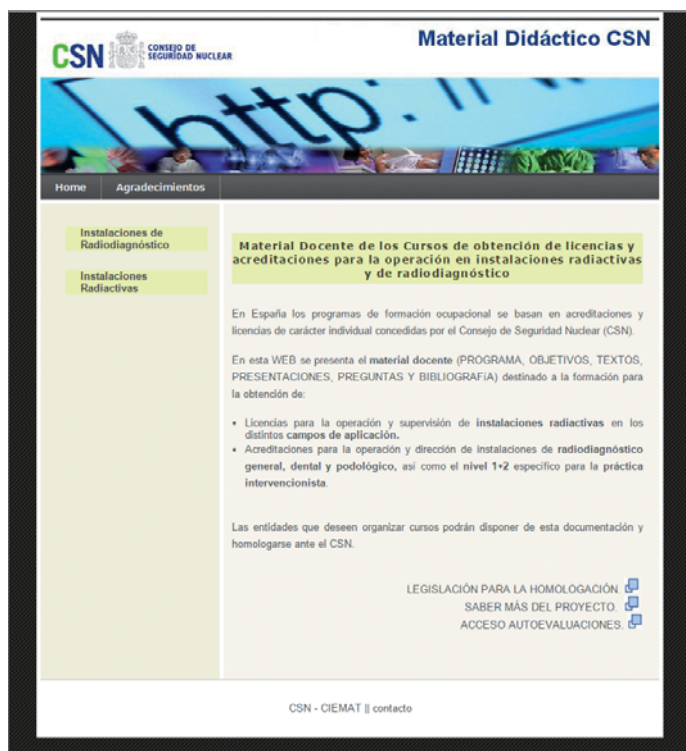 CSN
CONSEJO DE
SEGURIDAD NUCLEAR
Material Didáctico CSN
http://w
Home Agradecimientos
Instalaciones de
Radiodiagnóstico
Instalaciones
Radiactivas
Material Docente de los Cursos de obtención de licencias y
acreditaciones para la operación en instalaciones radiactivas
y de radiodiagnóstico
En España los programas de formación ocupacional se basan en acreditaciones y
licencias de carácter individual concedidas por el Consejo de Seguridad Nuclear (CSN).
En esta WEB se presenta el material docente (PROGRAMA, OBJETIVOS, TEXTOS,
PRESENTACIONES, PREGUNTAS Y BIBLIOGRAFíA) destinado a la formación para
la obtención de:
• Licencias para la operación y supervisión de instalaciones radiactivas en los
distintos campos de aplicación.
• Acreditaciones para la operación y dirección de instalaciones de radiodiagnóstico
general, dental y podológico, así como el nivel 1+2 específico para la práctica
intervencionista.
Las entidades que deseen organizar cursos podrán disponer de esta documentación y
homologarse ante el CSN.
LEGISLACIÓN PARA LA HOMOLOGACIÓN.
SABER MÁS DEL PROYECTO.
ACCESO AUTOEVALUACIONES.
CSN - CIEMAT || contacto